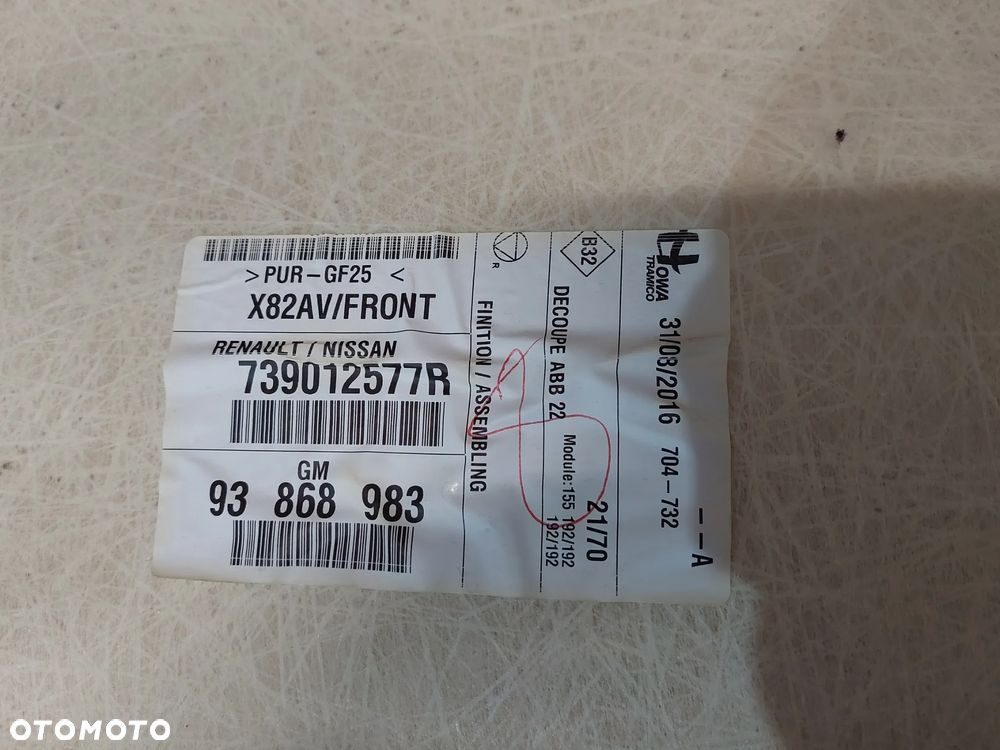 >PUR-GF25 <
X82AV/FRONT
RENAULT / NISSAN
739012577R
GM
93 868 983
R
FINITION / ASSEMBLING
B32
DECOUPE ABB 22
Module:155 192/192
192/192
21/70
HOWA
TRAMICO
31/08/2016 704-732
--A
OTOMOTO